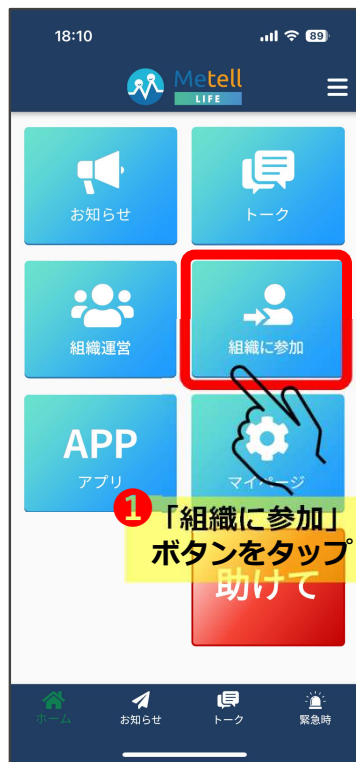 18:10
89
Metell
LIFE
お知らせ
トーク
組織運営
組織に参加
APP
アプリ
マイページ
1
「組織に参加」
ボタンをタップ
助けて
ホーム
お知らせ
トーク
緊急時